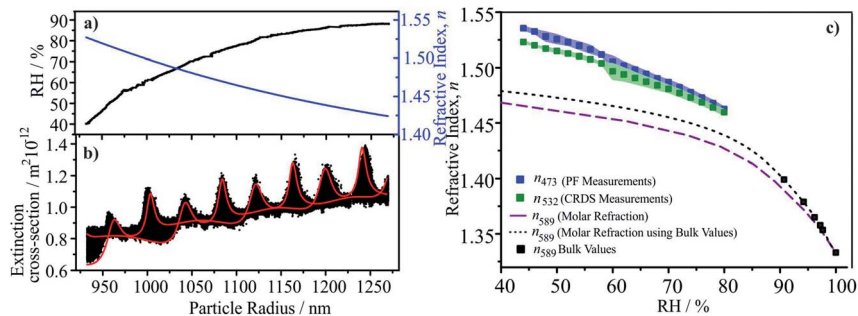 a)
RH / %
90
80
70
60
50
40
1.55
1.50
1.45
1.40
Refractive Index, n
b)
Extinction
cross-section / m² 10⁻¹²
1.4
1.2
1.0
0.8
0.6
950 1000 1050 1100 1150 1200 1250
Particle Radius / nm
c)
Refractive Index, n
1.55
1.50
1.45
1.40
1.35
n473 (PF Measurements)
n532 (CRDS Measurements)
n589 (Molar Refraction)
n589 (Molar Refraction using Bulk Values)
n589 Bulk Values
40 50 60 70 80 90 100
RH / %